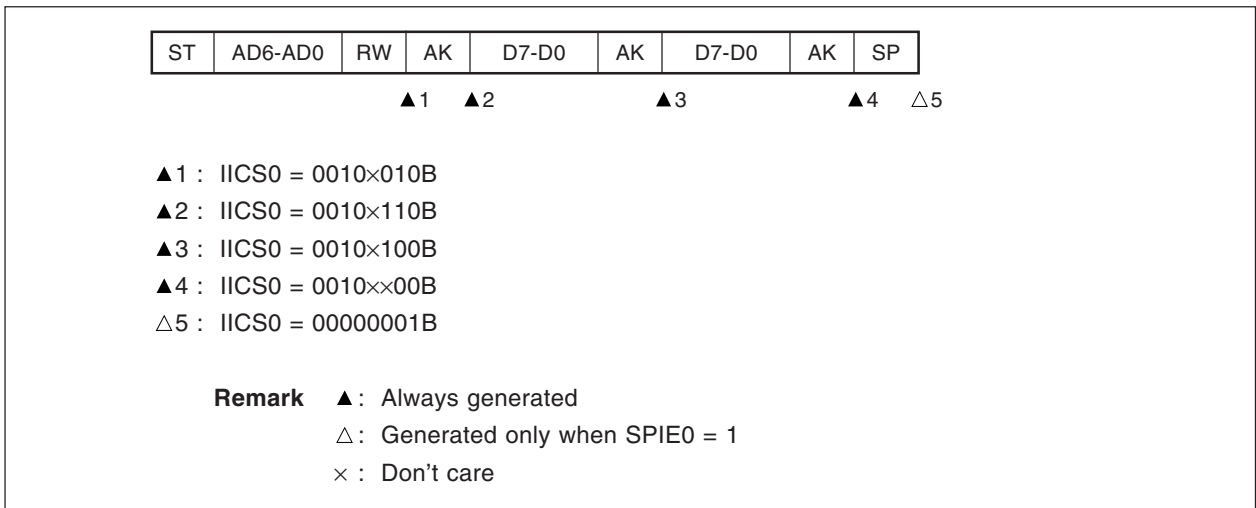 ST AD6-AD0 RW AK D7-D0 AK D7-D0 AK SP
▲1 ▲2 ▲3 ▲4 △5
▲1 : IICS0 = 0010×010B
▲2 : IICS0 = 0010×110B
▲3 : IICS0 = 0010×100B
▲4 : IICS0 = 0010××00B
△5 : IICS0 = 00000001B
Remark ▲ : Always generated
△ : Generated only when SPIE0 = 1
× : Don't care